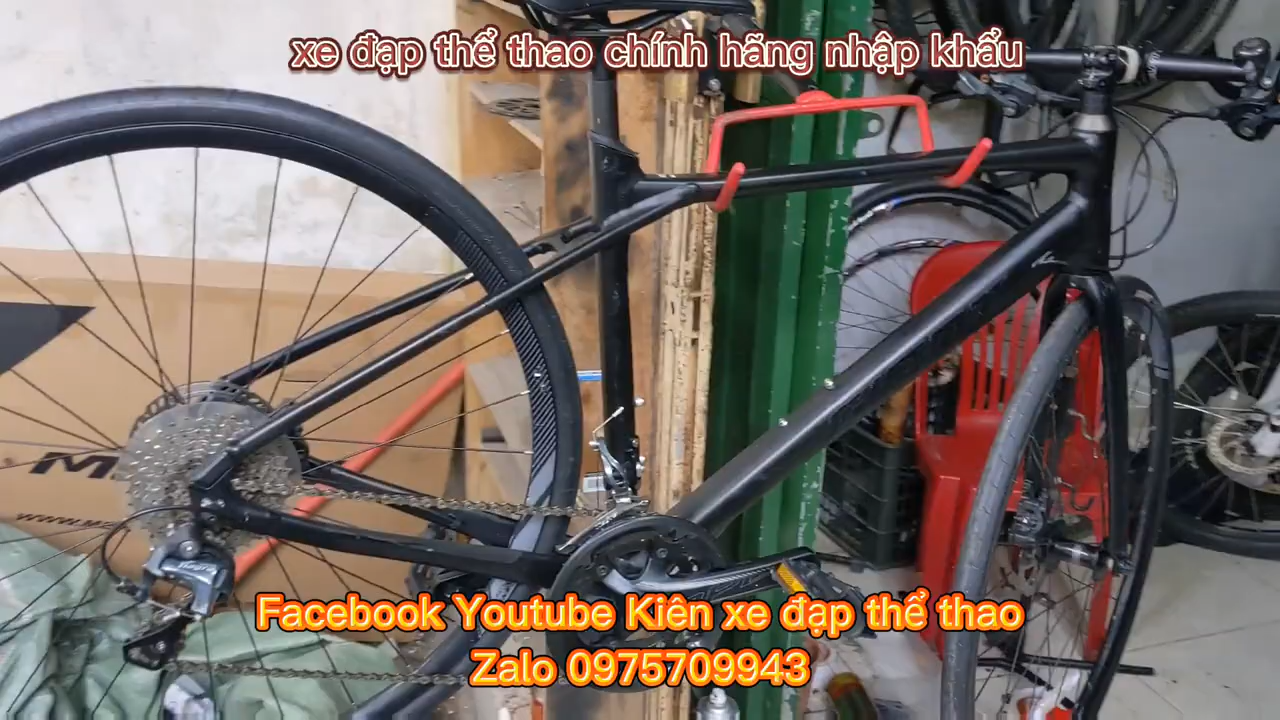 xe đạp thể thao chính hãng nhập khẩu
Facebook Youtube Kiên xe đạp thể thao
Zalo 0975709943